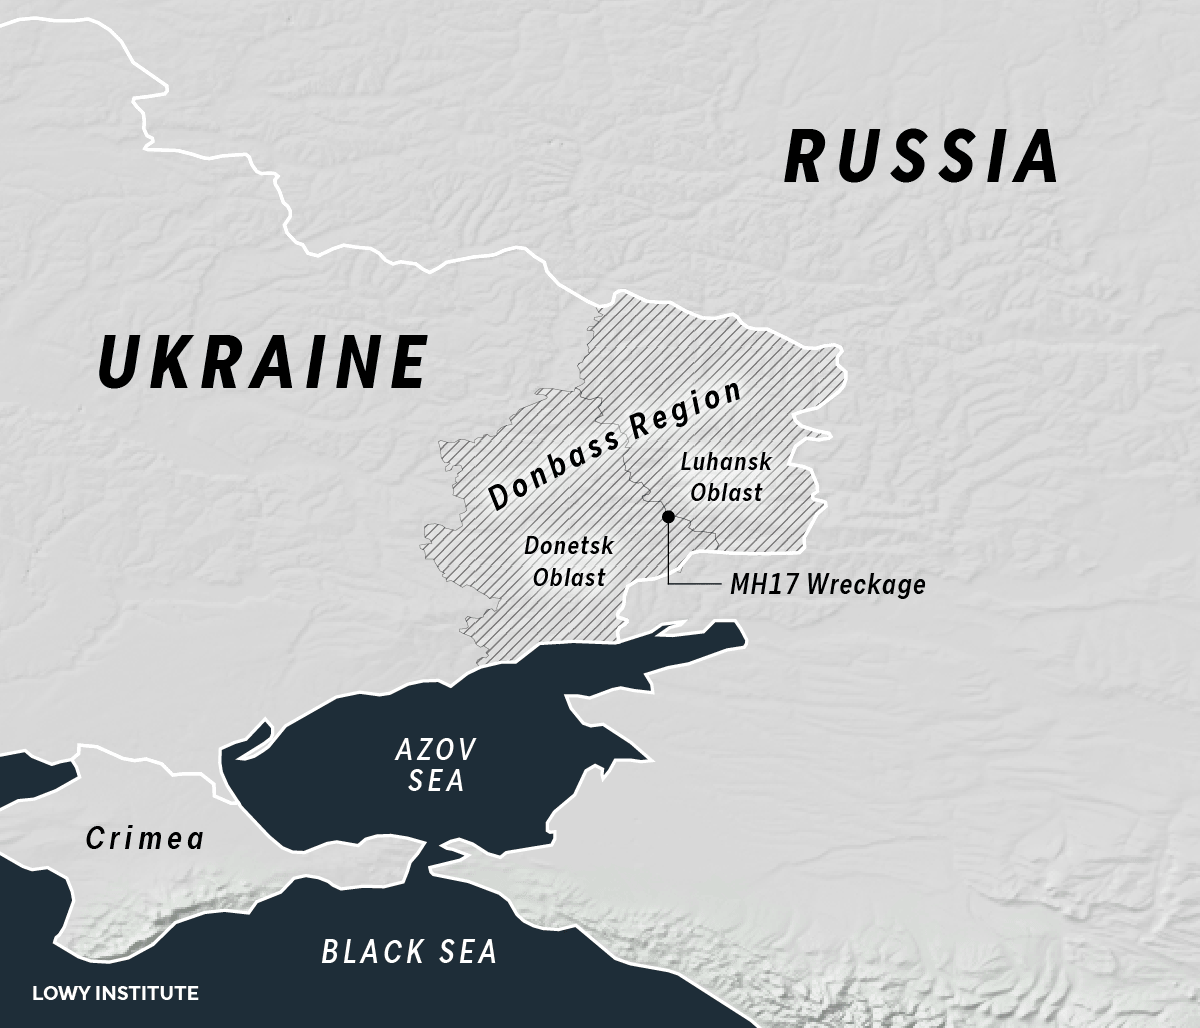 RUSSIA
UKRAINE
Donbass Region
Luhansk
Oblast
Donetsk
Oblast
MH17 Wreckage
AZOV
SEA
Crimea
BLACK SEA
LOWY INSTITUTE